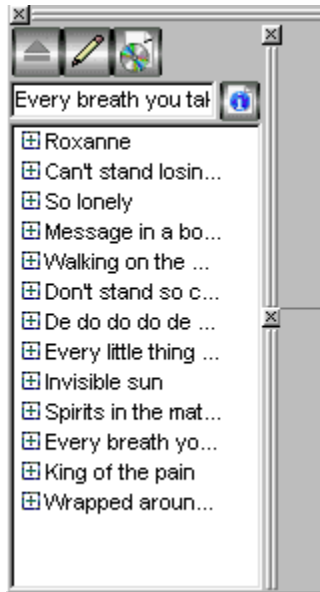 Every breath you tak
Roxanne
Can't stand losin...
So lonely
Message in a bo...
Walking on the ...
Don't stand so c...
De do do do de ...
Every little thing ...
Invisible sun
Spirits in the mat...
Every breath yo...
King of the pain
Wrapped aroun...